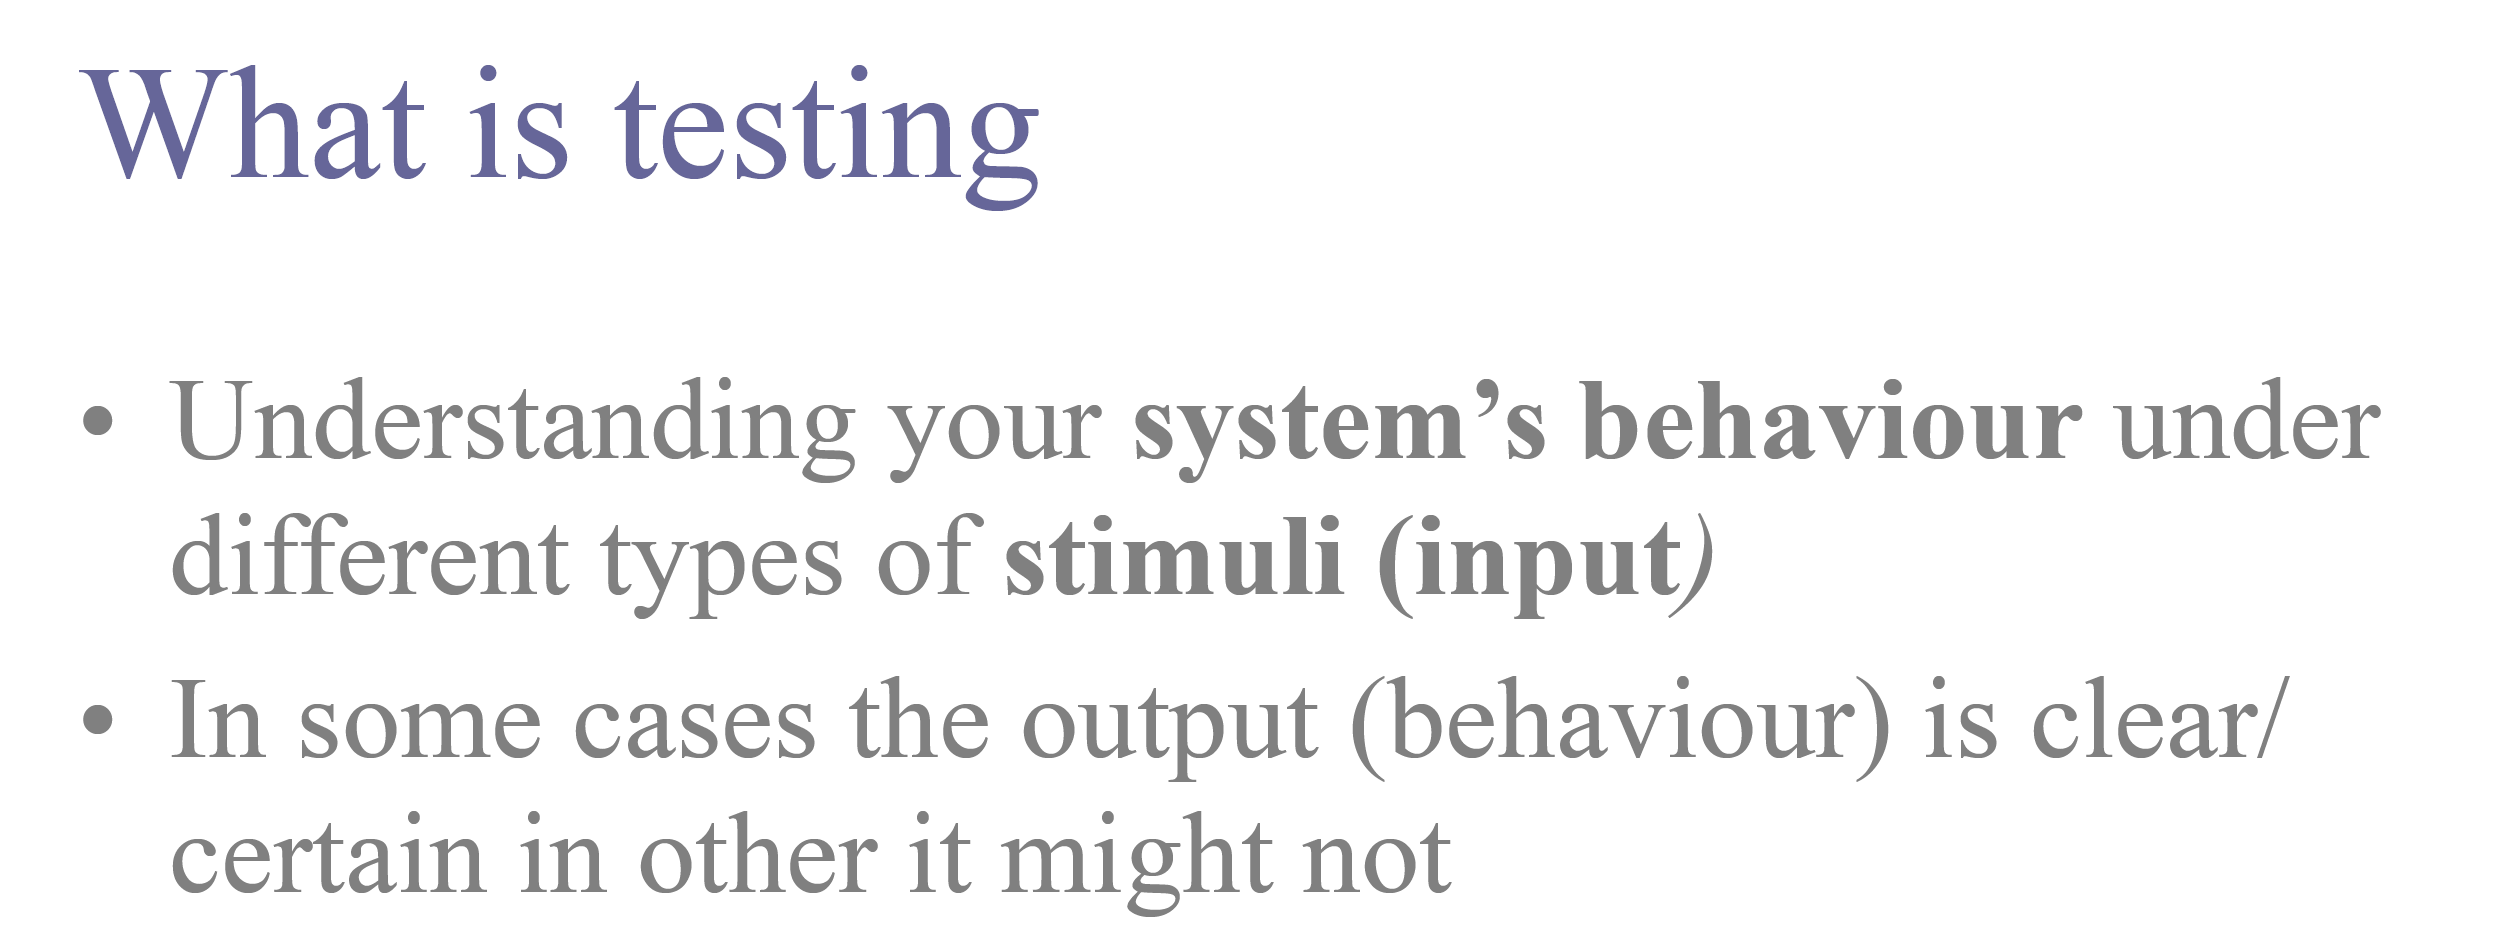 What is testing
• Understanding your system’s behaviour under
different types of stimuli (input)
• In some cases the output (behaviour) is clear/
certain in other it might not